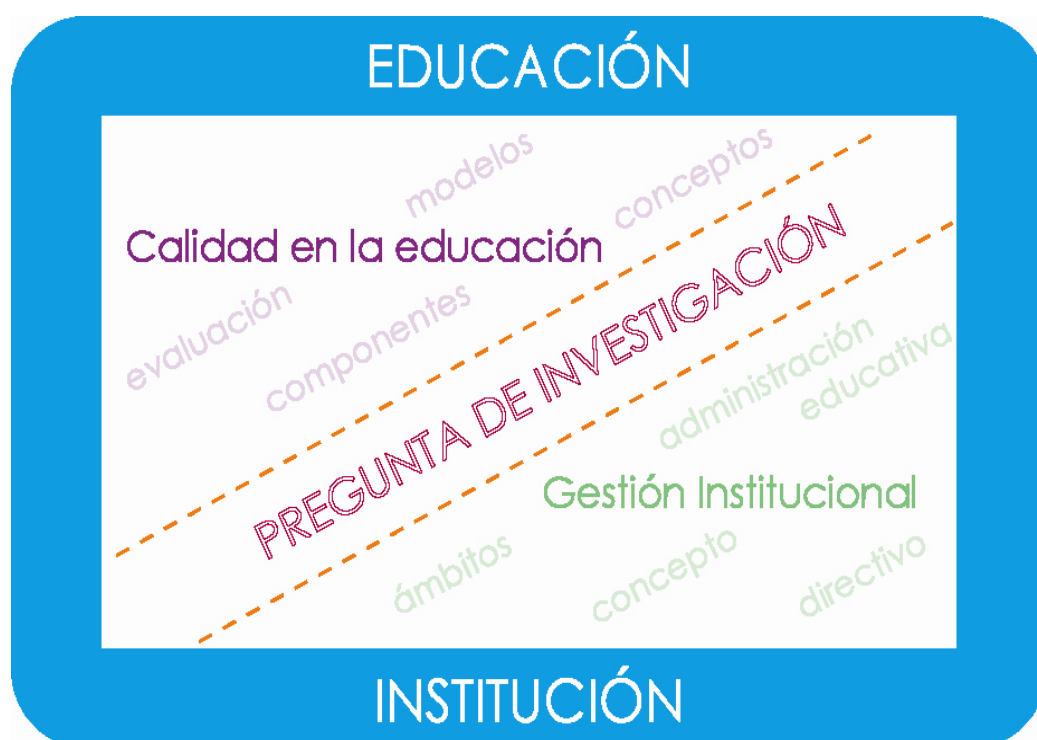 EDUCACIÓN
modelos
conceptos
Calidad en la educación
evaluación
componentes
PREGUNTA DE INVESTIGACIÓN
administración
educativa
Gestión Institucional
ámbitos
concepto
directivo
INSTITUCIÓN